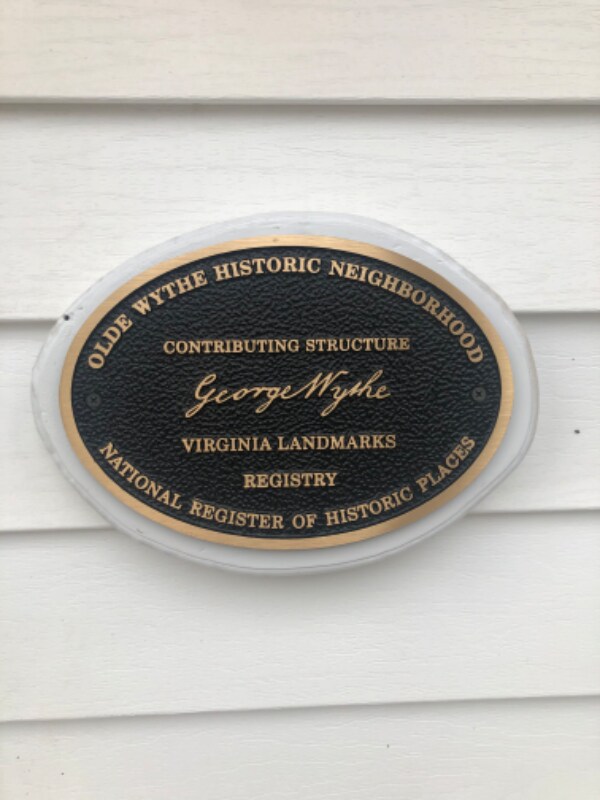 OLDE WYTHE HISTORIC NEIGHBORHOOD
CONTRIBUTING STRUCTURE
George Wythe
VIRGINIA LANDMARKS
REGISTRY
NATIONAL REGISTER OF HISTORIC PLACES